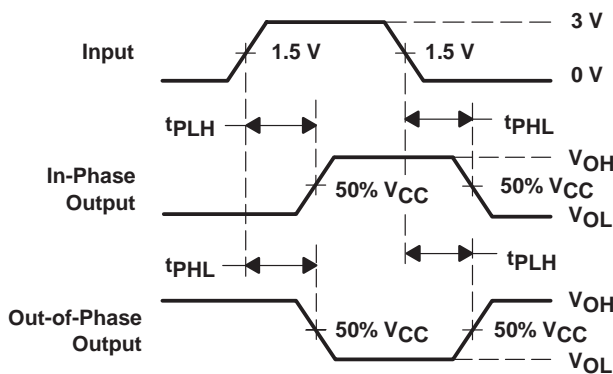 3 V
Input
1.5 V
1.5 V
0 V
tPLH
tPHL
In-Phase
Output
VOH
50% VCC
50% VCC
VOL
tPHL
tPLH
Out-of-Phase
Output
VOH
50% VCC
50% VCC
VOL